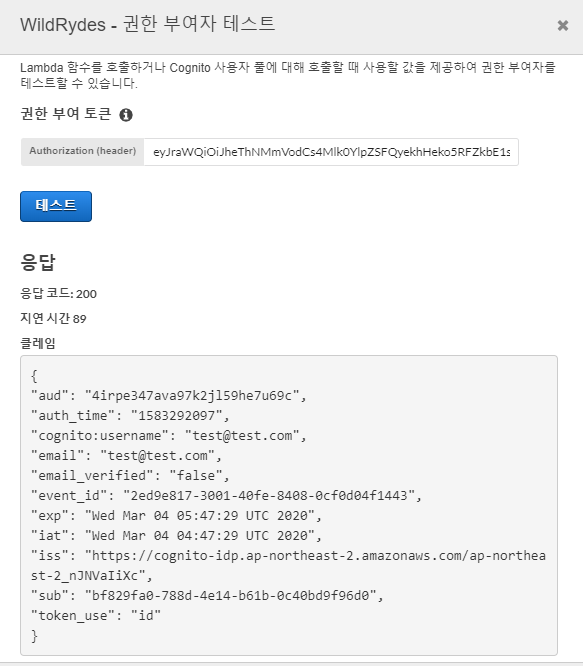 WildRydes - 권한 부여자 테스트
Lambda 함수를 호출하거나 Cognito 사용자 풀에 대해 호출할 때 사용할 값을 제공하여 권한 부여자를
테스트할 수 있습니다.
권한 부여 토큰
Authorization (header) eyJraWQiOiJheThNMmVodCs4Mlk0YlpZSFQyekhHeko5RFZkbE1s
테스트
응답
응답 코드: 200
지연 시간 89
클레임
{
"aud": "4irpe347ava97k2jl59he7u69c",
"auth_time": "1583292097",
"cognito:username": "test@test.com",
"email": "test@test.com",
"email_verified": "false",
"event_id": "2ed9e817-3001-40fe-8408-0cf0d04f1443",
"exp": "Wed Mar 04 05:47:29 UTC 2020",
"iat": "Wed Mar 04 04:47:29 UTC 2020",
"iss": "https://cognito-idp.ap-northeast-2.amazonaws.com/ap-northea
st-2_nJNVaIiXc",
"sub": "bf829fa0-788d-4e14-b61b-0c40bd9f96d0",
"token_use": "id"
}